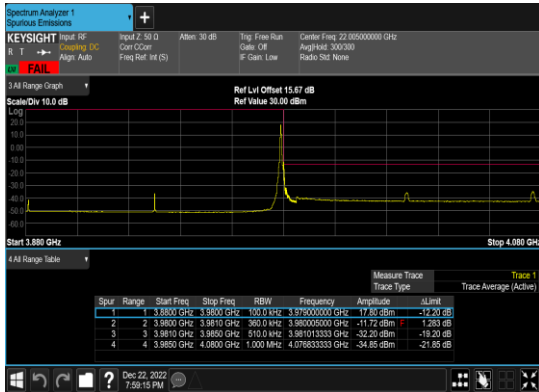 Spectrum Analyzer 1
Spurious Emissions
KEYSIGHT
R T
FAIL
Input: RF
Coupling: DC
Align: Auto
Input Z: 50 Ω
Corr CCorr
Freq Ref: Int (S)
Atten: 30 dB
Trig: Free Run
Gate: Off
IF Gain: Low
Center Freq: 22.005000000 GHz
Avg|Hold: 300/300
Radio Std: None
3 All Range Graph
Scale/Div 10.0 dB
Ref Lvl Offset 15.67 dB
Ref Value 30.00 dBm
Log
20.0
10.0
0.00
-10.0
-20.0
-30.0
-40.0
-50.0
-60.0
Start 3.880 GHz
Stop 4.080 GHz
4 All Range Table
Measure Trace Trace 1
Trace Type Trace Average (Active)
Spur Range Start Freq Stop Freq RBW Frequency Amplitude ΔLimit
1 1 3.8800 GHz 3.9800 GHz 100.0 kHz 3.979000000 GHz 17.80 dBm -12.20 dB
2 2 3.9800 GHz 3.9810 GHz 360.0 kHz 3.980005000 GHz -11.72 dBm F 1.283 dB
3 3 3.9810 GHz 3.9850 GHz 510.0 kHz 3.981013333 GHz -32.20 dBm -19.20 dB
4 4 3.9850 GHz 4.0800 GHz 1.000 MHz 4.076833333 GHz -34.85 dBm -21.85 dB
Dec 22, 2022
7:59:15 PM